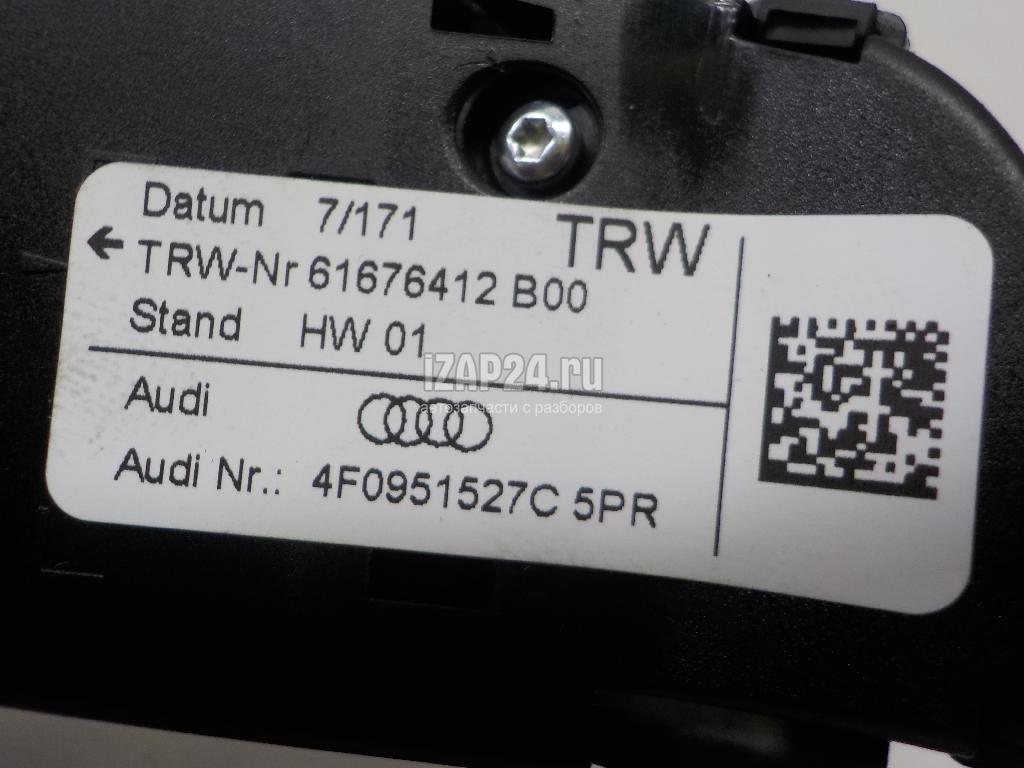 Datum 7/171 TRW
← TRW-Nr 61676412 B00
Stand HW 01
iZAP24.ru
автозапчасти с разборов
Audi
Audi Nr.: 4F0951527C 5PR